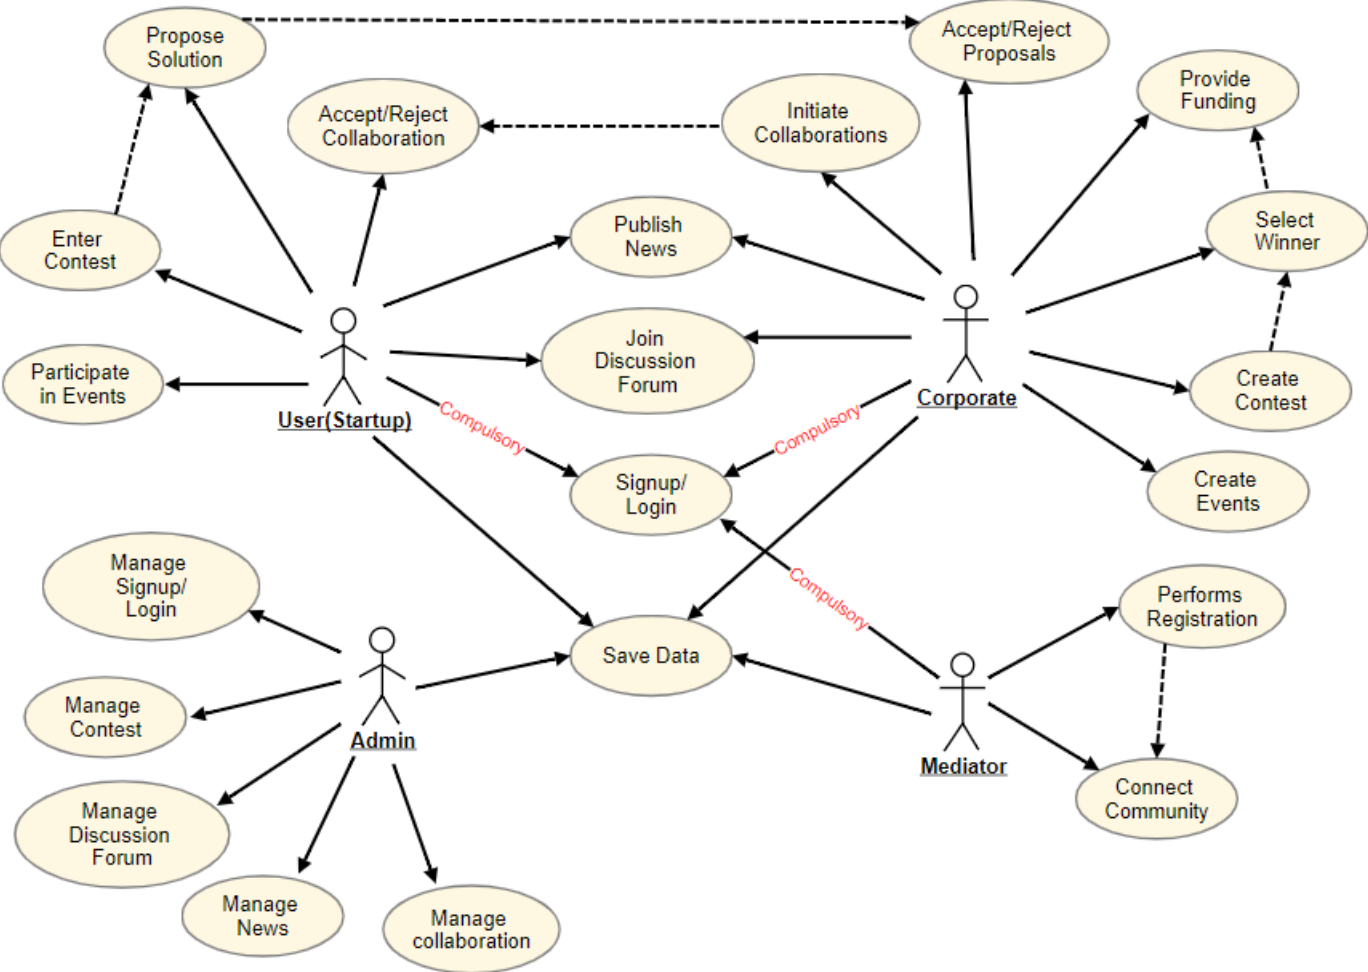 Propose
Solution
Accept/Reject
Proposals
Provide
Funding
Accept/Reject
Collaboration
Initiate
Collaborations
Enter
Contest
Publish
News
Select
Winner
Participate
in Events
Join
Discussion
Forum
Create
Contest
User(Startup)
Corporate
Compulsory
Compulsory
Signup/
Login
Create
Events
Manage
Signup/
Login
Compulsory
Performs
Registration
Save Data
Manage
Contest
Admin
Mediator
Connect
Community
Manage
Discussion
Forum
Manage
News
Manage
collaboration